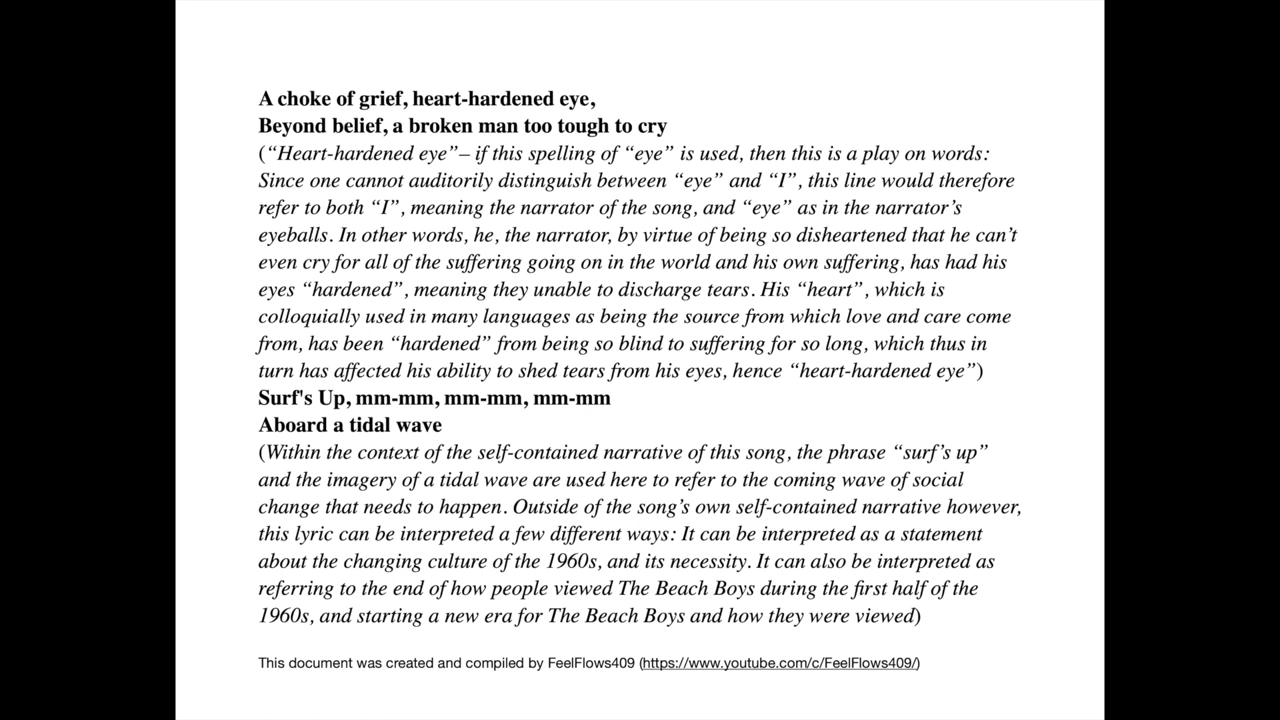 A choke of grief, heart-hardened eye,
Beyond belief, a broken man too tough to cry
(“Heart-hardened eye”– if this spelling of “eye” is used, then this is a play on words:
Since one cannot auditorily distinguish between “eye” and “I”, this line would therefore
refer to both “I”, meaning the narrator of the song, and “eye” as in the narrator’s
eyeballs. In other words, he, the narrator, by virtue of being so disheartened that he can’t
even cry for all of the suffering going on in the world and his own suffering, has had his
eyes “hardened”, meaning they unable to discharge tears. His “heart”, which is
colloquially used in many languages as being the source from which love and care come
from, has been “hardened” from being so blind to suffering for so long, which thus in
turn has affected his ability to shed tears from his eyes, hence “heart-hardened eye”)
Surf's Up, mm-mm, mm-mm, mm-mm
Aboard a tidal wave
(Within the context of the self-contained narrative of this song, the phrase “surf’s up”
and the imagery of a tidal wave are used here to refer to the coming wave of social
change that needs to happen. Outside of the song’s own self-contained narrative however,
this lyric can be interpreted a few different ways: It can be interpreted as a statement
about the changing culture of the 1960s, and its necessity. It can also be interpreted as
referring to the end of how people viewed The Beach Boys during the first half of the
1960s, and starting a new era for The Beach Boys and how they were viewed)
This document was created and compiled by FeelFlows409 (https://www.youtube.com/c/FeelFlows409/)